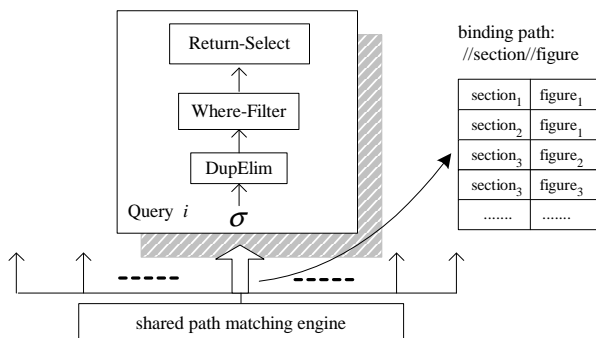 Return-Select
Where-Filter
DupElim
Query i
σ
shared path matching engine
binding path:
//section//figure
section₁ figure₁
section₂ figure₁
section₃ figure₂
section₃ figure₃
....... .......